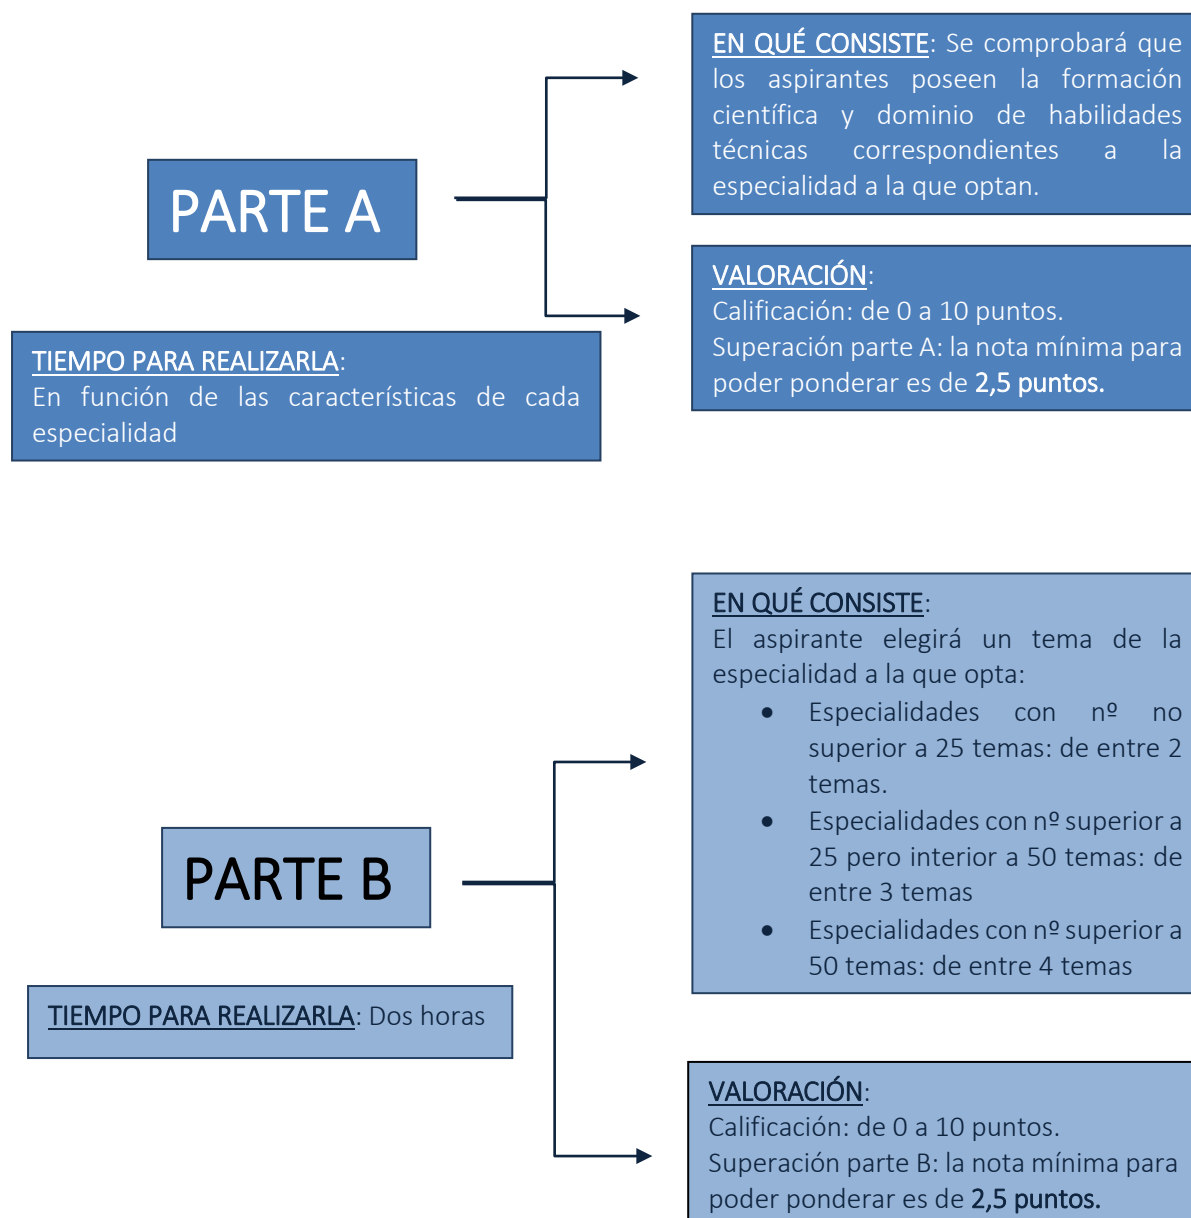 EN QUÉ CONSISTE: Se comprobará que
los aspirantes poseen la formación
científica y dominio de habilidades
técnicas correspondientes a la
especialidad a la que optan.
PARTE A
VALORACIÓN:
Calificación: de 0 a 10 puntos.
Superación parte A: la nota mínima para
poder ponderar es de 2,5 puntos.
TIEMPO PARA REALIZARLA:
En función de las características de cada
especialidad
EN QUÉ CONSISTE:
El aspirante elegirá un tema de la
especialidad a la que opta:
• Especialidades con nº no
superior a 25 temas: de entre 2
temas.
• Especialidades con nº superior a
25 pero interior a 50 temas: de
entre 3 temas
• Especialidades con nº superior a
50 temas: de entre 4 temas
PARTE B
TIEMPO PARA REALIZARLA: Dos horas
VALORACIÓN:
Calificación: de 0 a 10 puntos.
Superación parte B: la nota mínima para
poder ponderar es de 2,5 puntos.